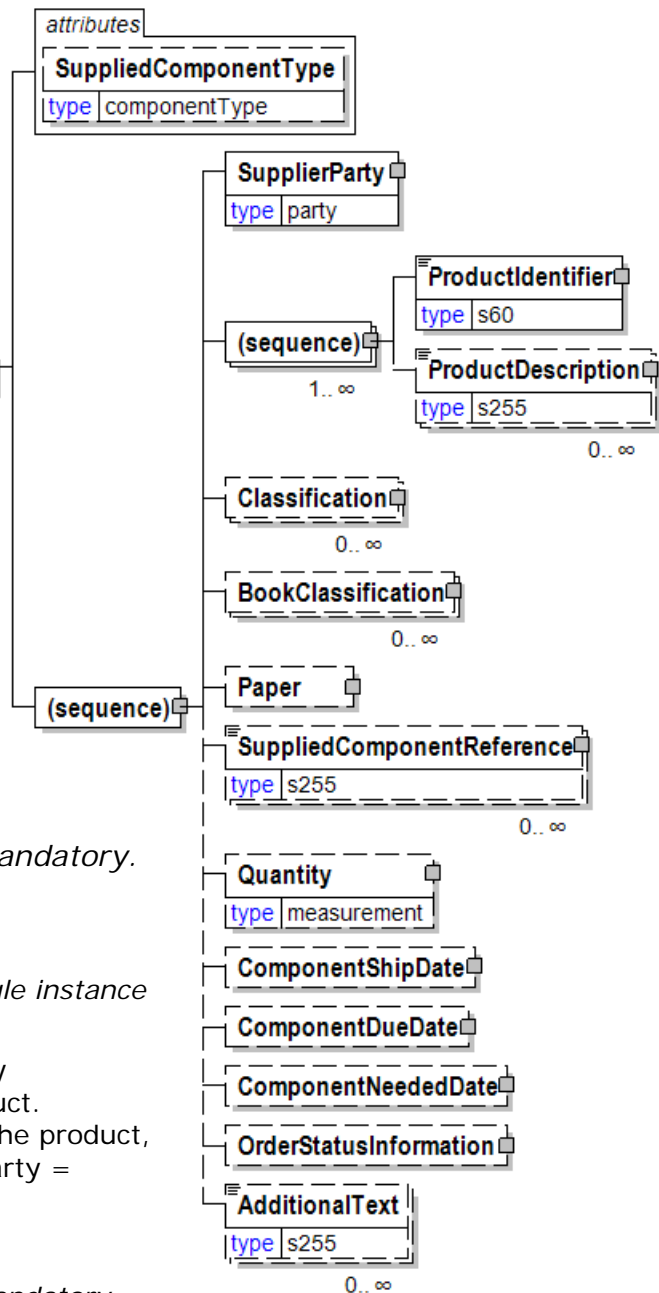 attributes
SuppliedComponentType
type componentType
SupplierParty
type party
(sequence)
1..∞
ProductIdentifier
type s60
ProductDescription
type s255
0..∞
Classification
0..∞
BookClassification
0..∞
Paper
(sequence)
SuppliedComponentReference
type s255
0..∞
Quantity
type measurement
ComponentShipDate
ComponentDueDate
ComponentNeededDate
OrderStatusInformation
AdditionalText
type s255
0..∞
andatory.
instance
uct.
he product,
arty =